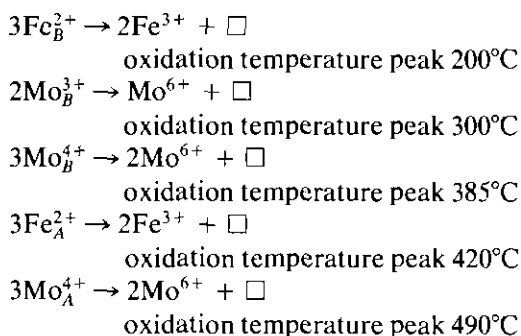 3Fe_B^{2+} → 2Fe^{3+} + □
oxidation temperature peak 200°C
2Mo_B^{3+} → Mo^{6+} + □
oxidation temperature peak 300°C
3Mo_B^{4+} → 2Mo^{6+} + □
oxidation temperature peak 385°C
3Fe_A^{2+} → 2Fe^{3+} + □
oxidation temperature peak 420°C
3Mo_A^{4+} → 2Mo^{6+} + □
oxidation temperature peak 490°C